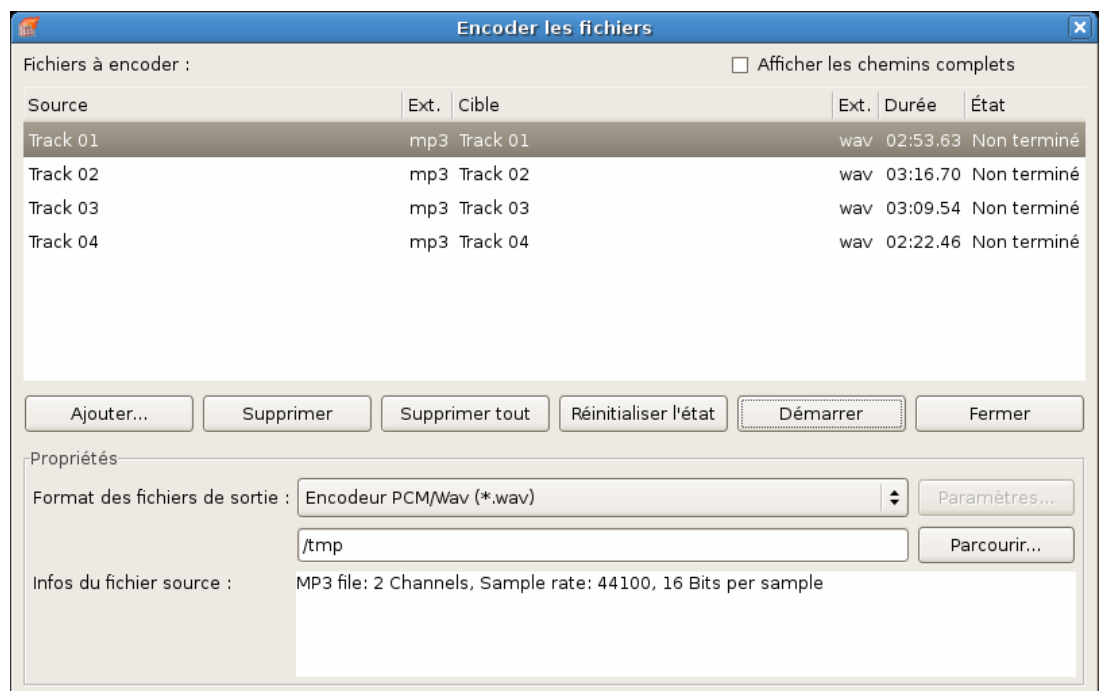 Encoder les fichiers
Fichiers à encoder : Afficher les chemins complets
Source Ext. Cible Ext. Durée État
Track 01 mp3 Track 01 wav 02:53.63 Non terminé
Track 02 mp3 Track 02 wav 03:16.70 Non terminé
Track 03 mp3 Track 03 wav 03:09.54 Non terminé
Track 04 mp3 Track 04 wav 02:22.46 Non terminé
Ajouter... Supprimer Supprimer tout Réinitialiser l'état Démarrer Fermer
Propriétés
Format des fichiers de sortie : Encodeur PCM/Wav (*.wav) Paramètres...
/tmp Parcourir...
Infos du fichier source : MP3 file: 2 Channels, Sample rate: 44100, 16 Bits per sample